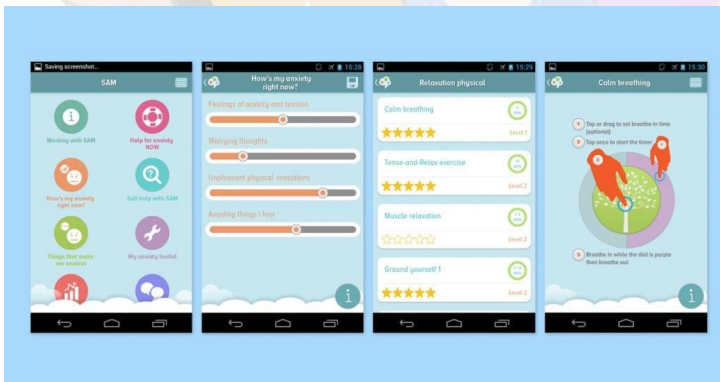 Saving screenshot...
SAM
Working with SAM
Help for anxiety
NOW
How's my anxiety
right now?
Self-help with SAM
Things that make
me anxious
My anxiety toolkit
15:28
How's my anxiety
right now?
Feelings of anxiety and tension
Worrying thoughts
Unpleasant physical sensations
Avoiding things I fear
15:29
Relaxation physical
Calm breathing
Level 1
Tense-and-Relax exercise
Level 2
Muscle relaxation
Level 2
Ground yourself 1
Level 2
15:30
Calm breathing
Tap or drag to set breathe-in time
(optional)
Tap once to start the timer
Breathe in while the dial is purple
then breathe out